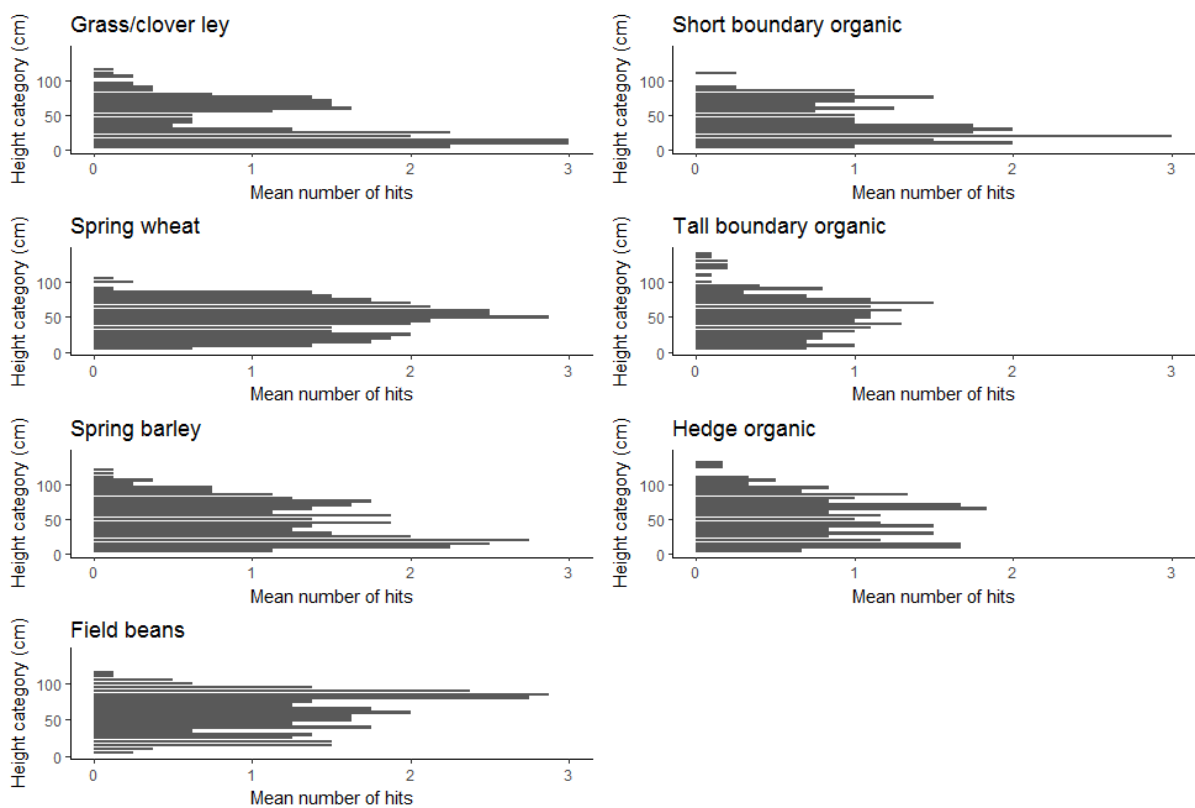 Grass/clover ley
Height category (cm)
100
50
0
0 1 2 3
Mean number of hits
Short boundary organic
Height category (cm)
100
50
0
0 1 2 3
Mean number of hits
Spring wheat
Height category (cm)
100
50
0
0 1 2 3
Mean number of hits
Tall boundary organic
Height category (cm)
100
50
0
0 1 2 3
Mean number of hits
Spring barley
Height category (cm)
100
50
0
0 1 2 3
Mean number of hits
Hedge organic
Height category (cm)
100
50
0
0 1 2 3
Mean number of hits
Field beans
Height category (cm)
100
50
0
0 1 2 3
Mean number of hits